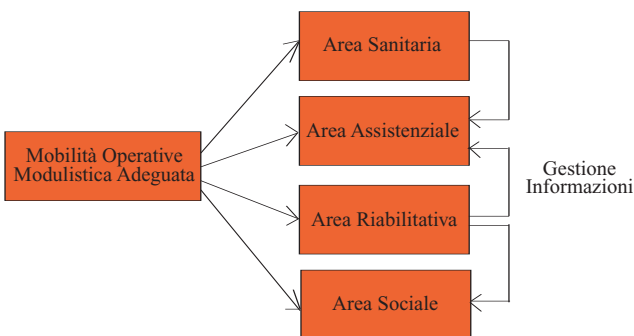 Area Sanitaria
Area Assistenziale
Mobilità Operative
Modulistica Adeguata
Gestione
Informazioni
Area Riabilitativa
Area Sociale